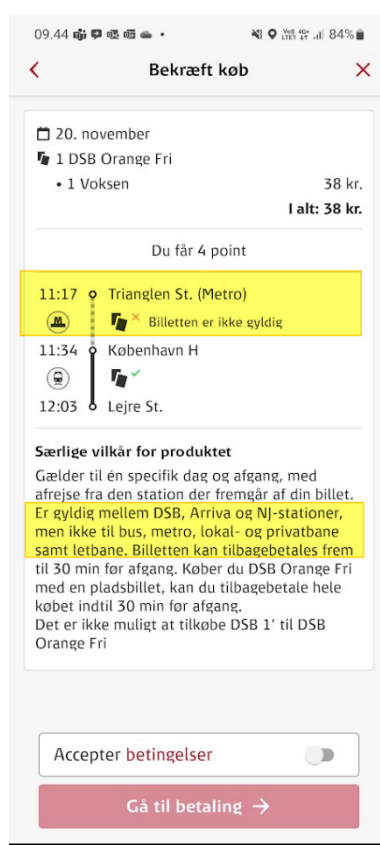 09.44 84%
Bekræft køb
20. november
1 DSB Orange Fri
• 1 Voksen 38 kr.
I alt: 38 kr.
Du får 4 point
11:17 Trianglen St. (Metro)
M Billetten er ikke gyldig
11:34 København H
12:03 Lejre St.
Særlige vilkår for produktet
Gælder til én specifik dag og afgang, med
afrejse fra den station der fremgår af din billet.
Er gyldig mellem DSB, Arriva og NJ-stationer,
men ikke til bus, metro, lokal- og privatbane
samt letbane. Billetten kan tilbagebetales frem
til 30 min før afgang. Køber du DSB Orange Fri
med en pladsbillet, kan du tilbagebetale hele
købet indtil 30 min før afgang.
Det er ikke muligt at tilkøbe DSB 1' til DSB
Orange Fri
Accepter betingelser
Gå til betaling →